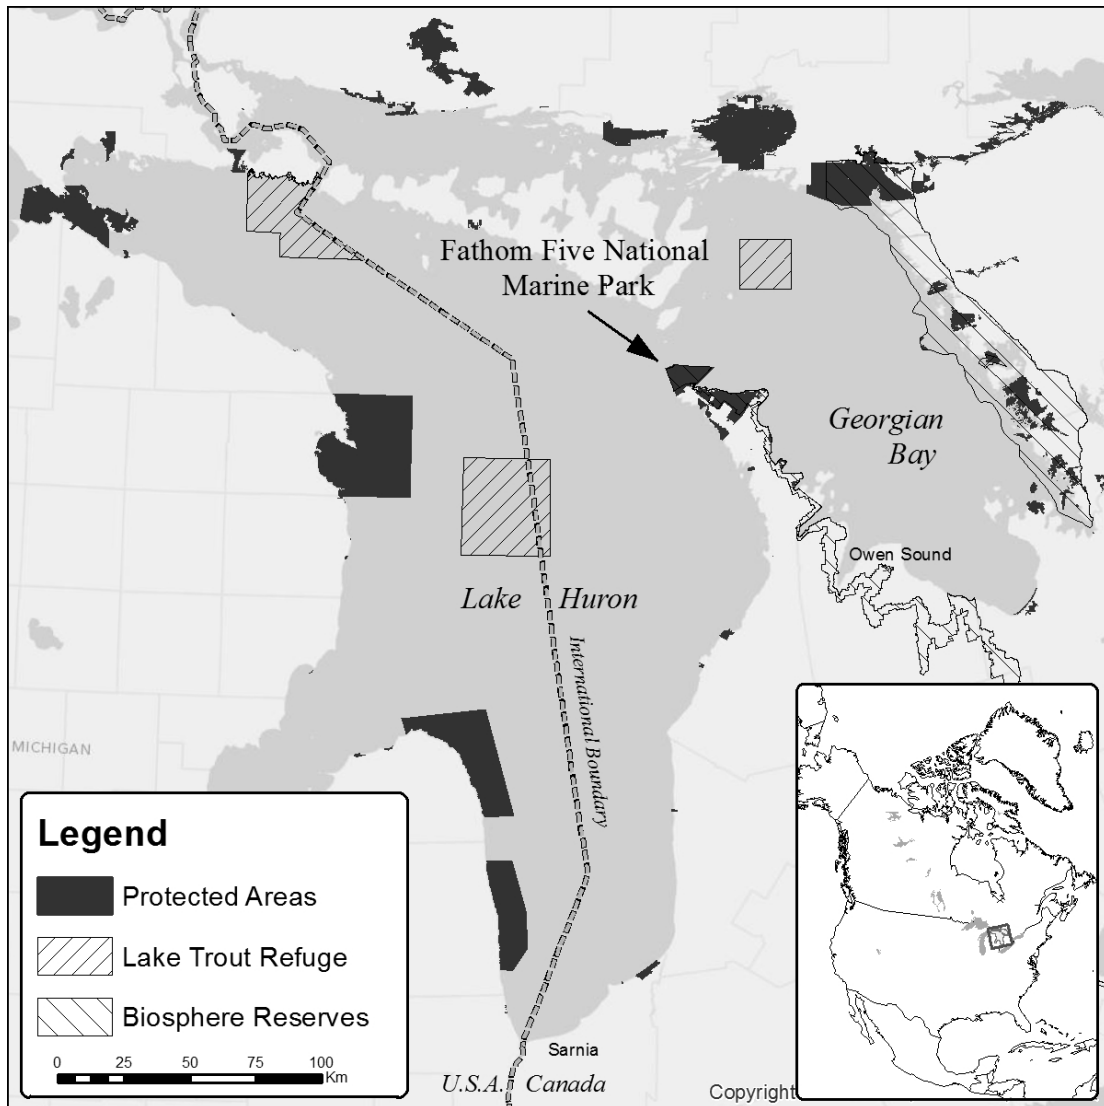 Fathom Five National
Marine Park
Georgian
Bay
Owen Sound
Lake Huron
International Boundary
MICHIGAN
Legend
Protected Areas
Lake Trout Refuge
Biosphere Reserves
0 25 50 75 100
Km
Sarnia
U.S.A. Canada
Copyright